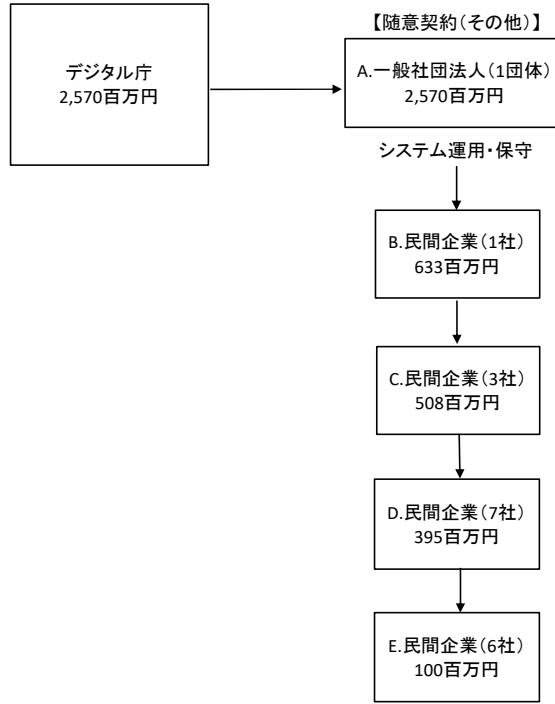 【随意契約(その他)】
デジタル庁
2,570百万円
A.一般社団法人(1団体)
2,570百万円
システム運用・保守
B.民間企業(1社)
633百万円
C.民間企業(3社)
508百万円
D.民間企業(7社)
395百万円
E.民間企業(6社)
100百万円